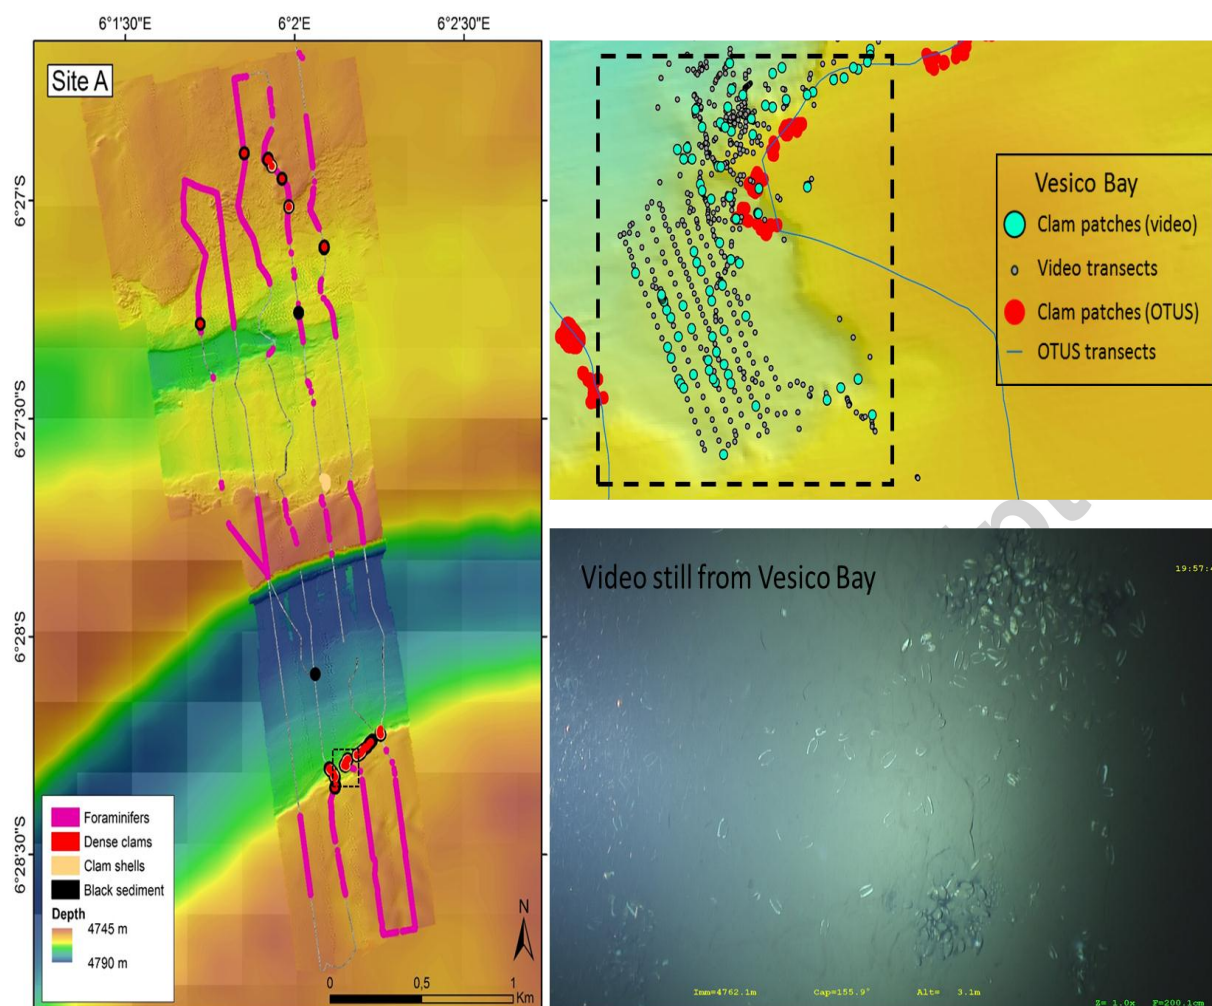 6°1'30"E 6°2'E 6°2'30"E
Site A
6°27'S
6°27'30"S
6°28'S
6°28'30"S
Foraminifers
Dense clams
Clam shells
Black sediment
Depth
4745 m
4790 m
N
0 0,5 1
Km
Vesico Bay
Clam patches (video)
Video transects
Clam patches (OTUS)
OTUS transects
Video still from Vesico Bay
19:57:4
Imm=4762.1m Cap=155.9° Alt= 3.1m
Z= 1.0x F=200.1cm